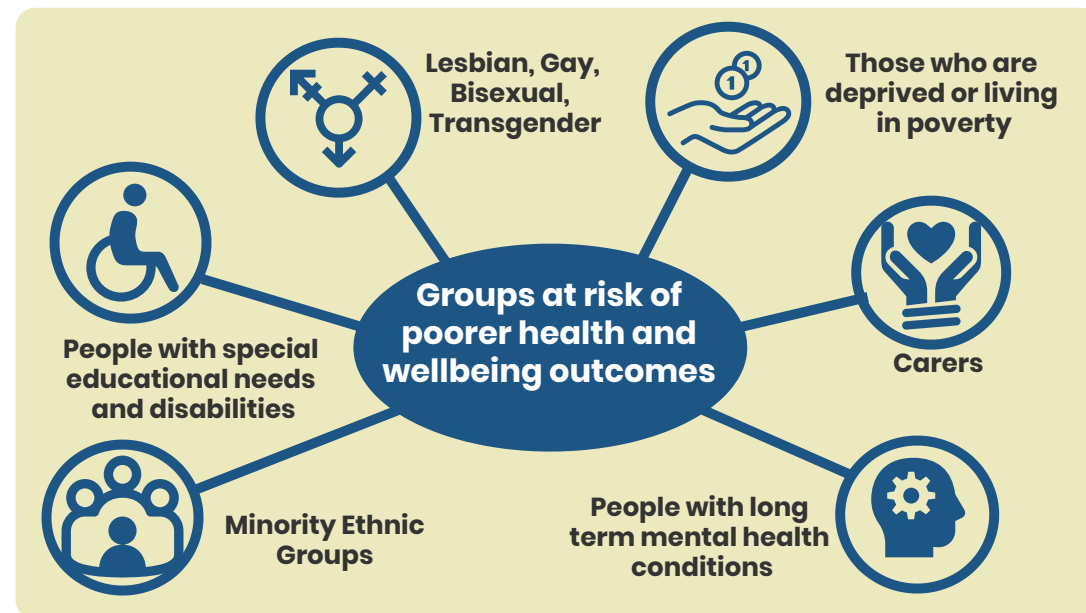 Lesbian, Gay,
Bisexual,
Transgender
Those who are
deprived or living
in poverty
1
1
Groups at risk of
poorer health and
wellbeing outcomes
People with special
educational needs
and disabilities
Carers
Minority Ethnic
Groups
People with long
term mental health
conditions